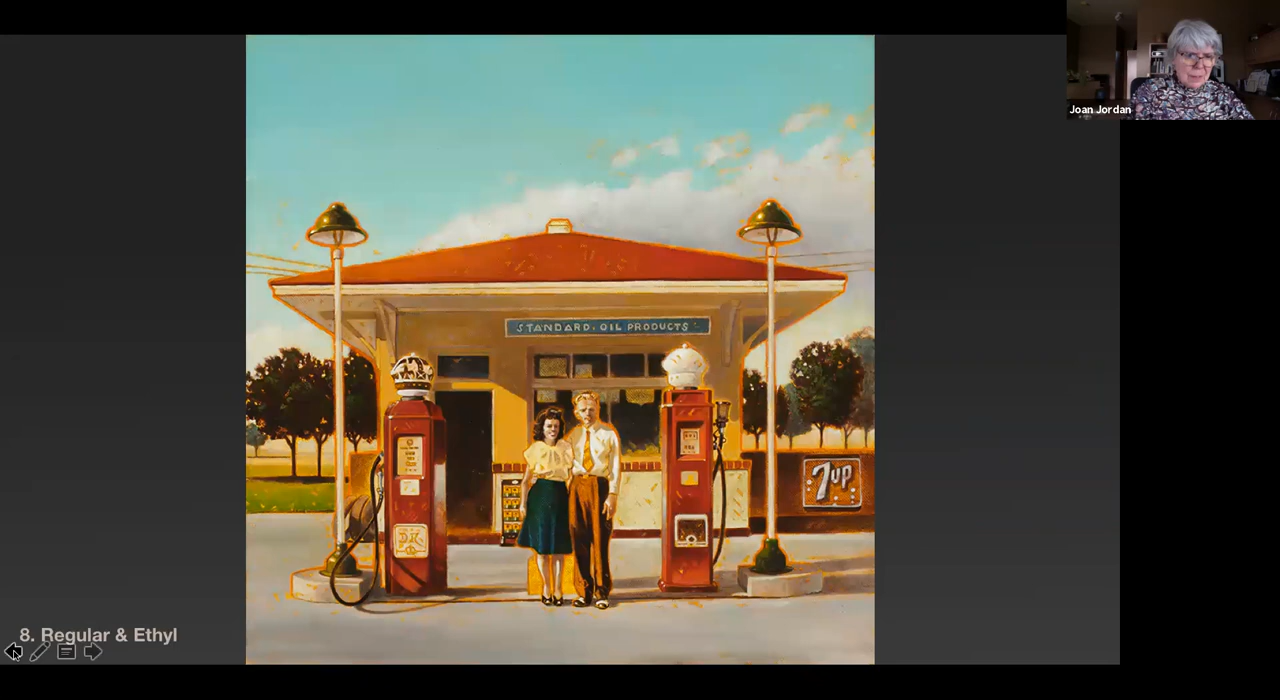 Joan Jordan
STANDARD OIL PRODUCTS
7up
8. Regular & Ethyl